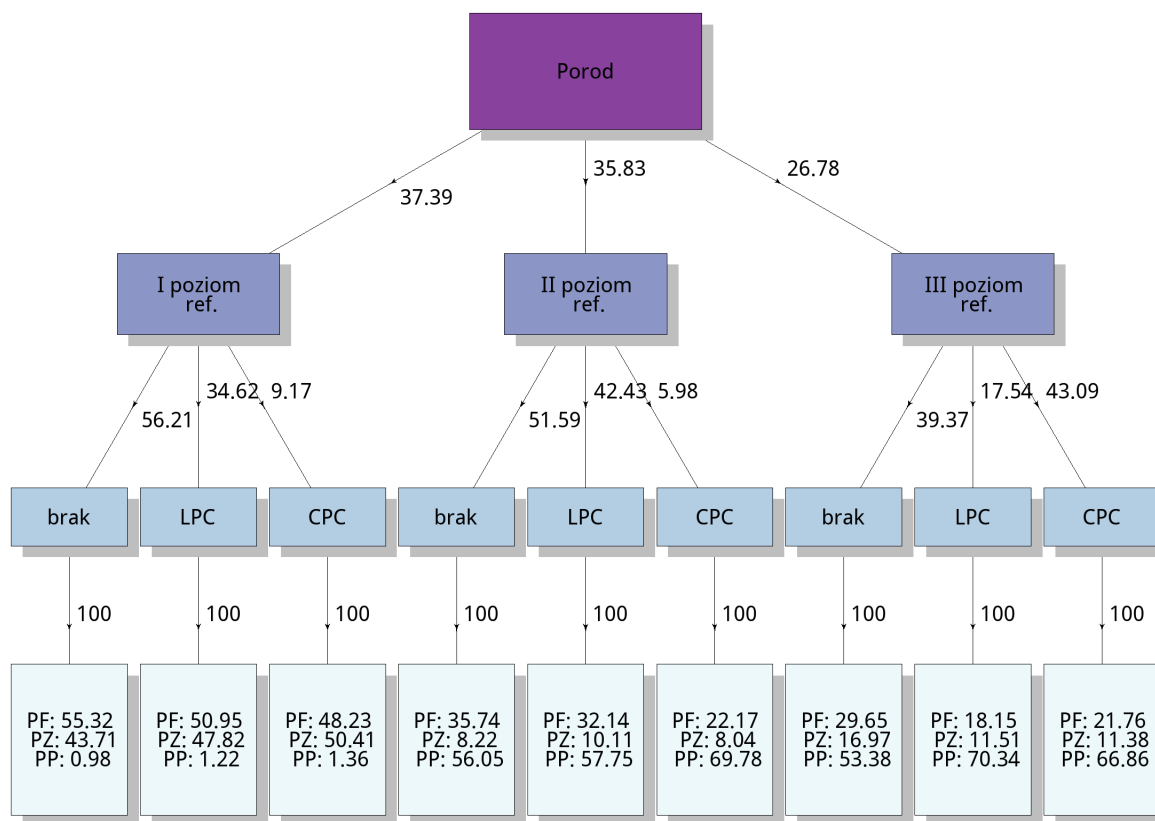 Porod
35.83
26.78
37.39
I poziom
ref.
II poziom
ref.
III poziom
ref.
34.62
9.17
42.43
5.98
17.54
43.09
56.21
51.59
39.37
brak
LPC
CPC
brak
LPC
CPC
brak
LPC
CPC
100
100
100
100
100
100
100
100
100
PF: 55.32
PZ: 43.71
PP: 0.98
PF: 50.95
PZ: 47.82
PP: 1.22
PF: 48.23
PZ: 50.41
PP: 1.36
PF: 35.74
PZ: 8.22
PP: 56.05
PF: 32.14
PZ: 10.11
PP: 57.75
PF: 22.17
PZ: 8.04
PP: 69.78
PF: 29.65
PZ: 16.97
PP: 53.38
PF: 18.15
PZ: 11.51
PP: 70.34
PF: 21.76
PZ: 11.38
PP: 66.86